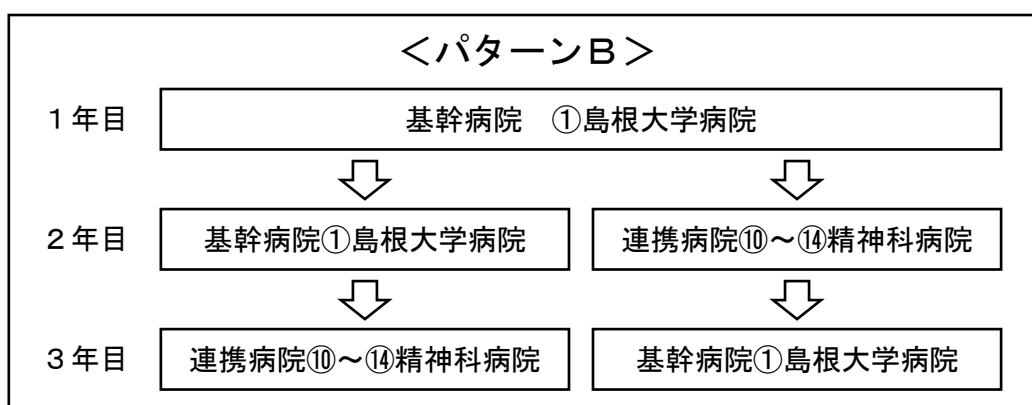 ＜パターンB＞
1年目
基幹病院　①島根大学病院
2年目
基幹病院①島根大学病院
連携病院⑩～⑭精神科病院
3年目
連携病院⑩～⑭精神科病院
基幹病院①島根大学病院